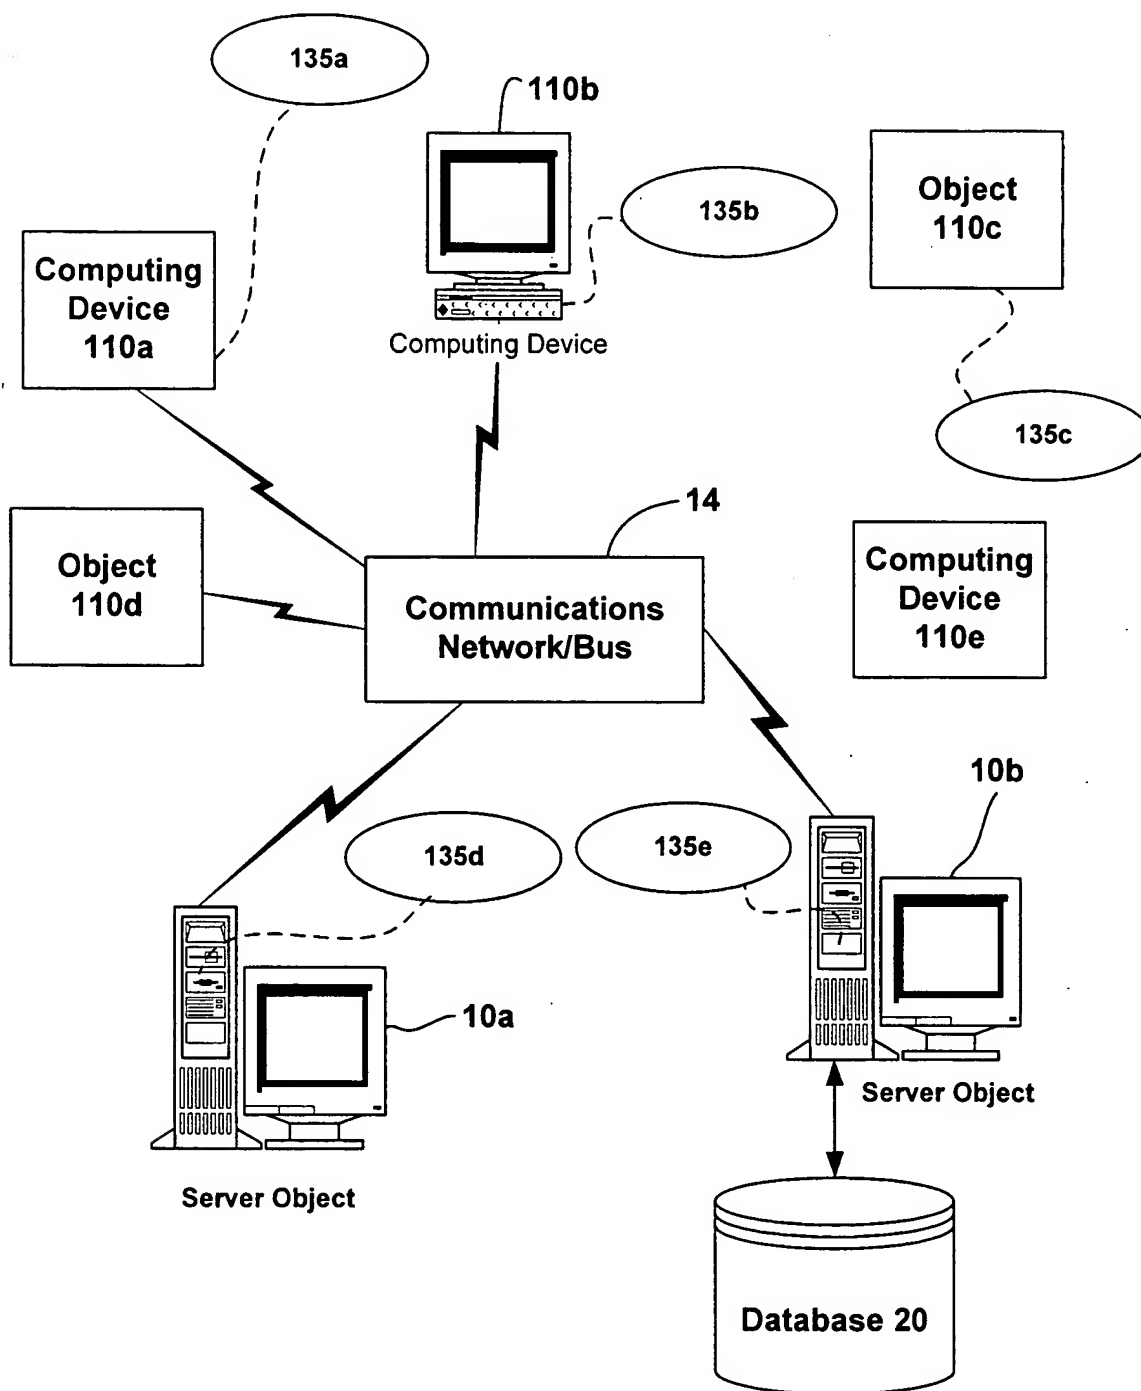 135a
110b
135b
Object
110c
Computing
Device
110a
Computing Device
135c
14
Object
110d
Communications
Network/Bus
Computing
Device
110e
10b
135d
135e
10a
Server Object
Server Object
Database 20